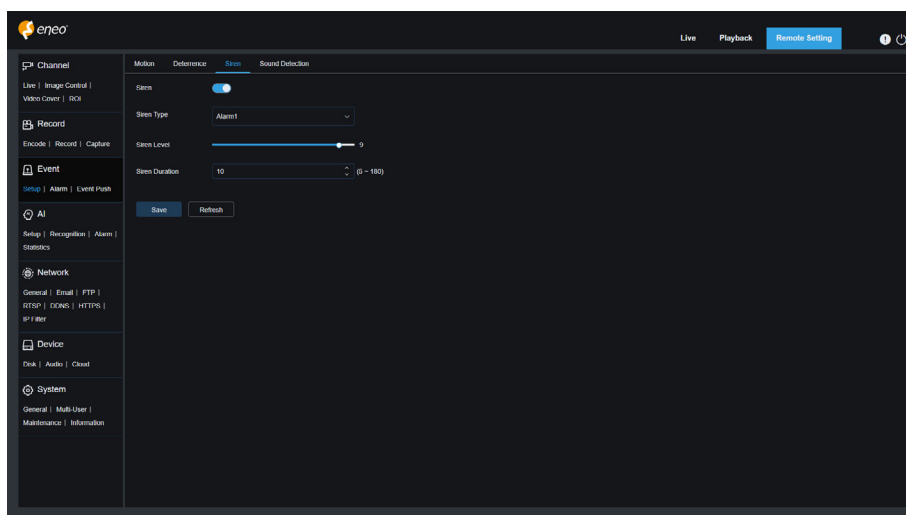 eneo
Live Playback Remote Setting
Channel
Live | Image Control |
Video Cover | ROI
Record
Encode | Record | Capture
Event
Setup | Alarm | Event Push
AI
Setup | Recognition | Alarm |
Statistics
Network
General | Email | FTP |
RTSP | DDNS | HTTPS |
IP Filter
Device
Disk | Audio | Cloud
System
General | Multi-User |
Maintenance | Information
Motion Deterrence Siren Sound Detection
Siren
Siren Type Alarm1
Siren Level 9
Siren Duration 10 (5 ~ 180)
Save Refresh